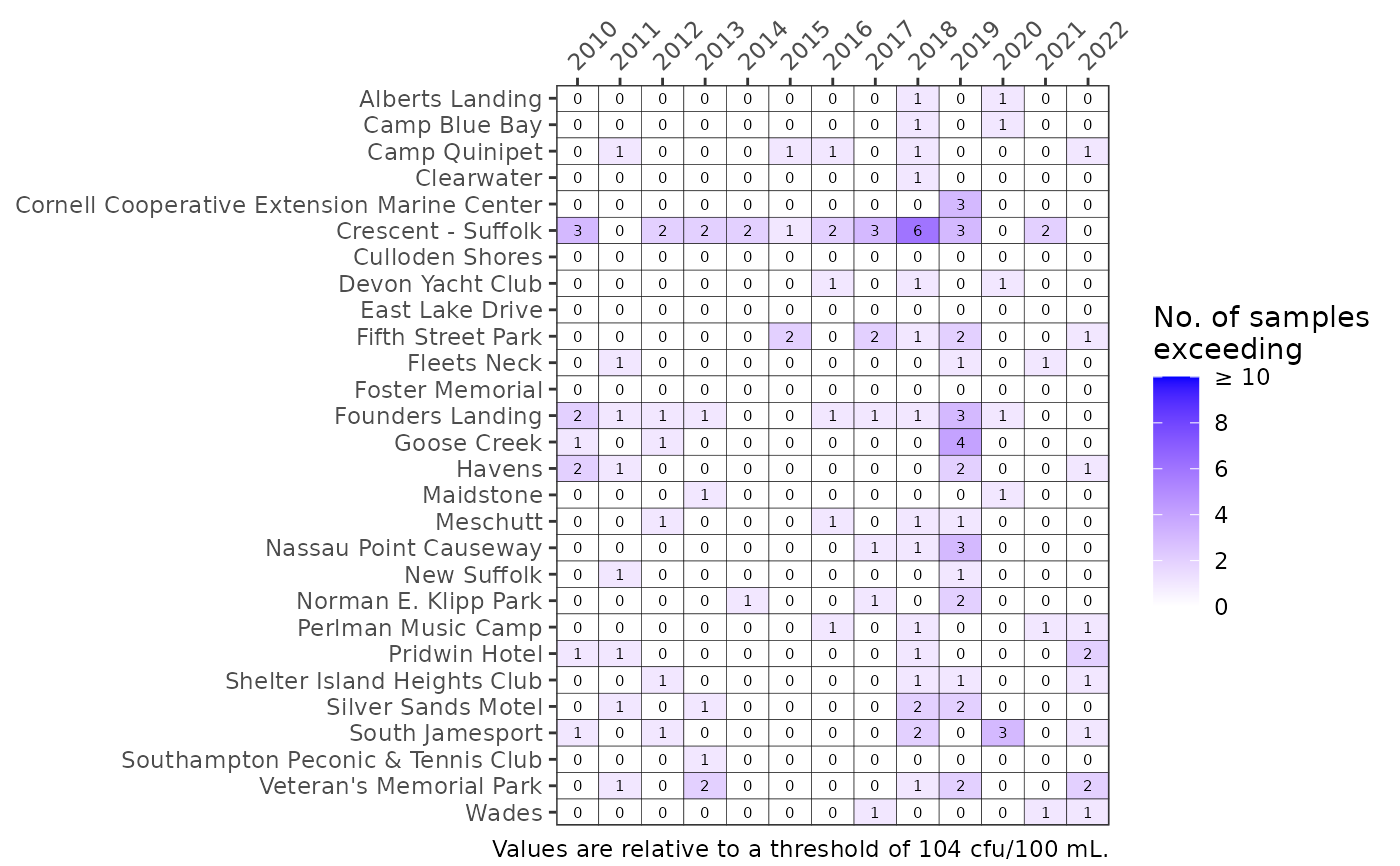 2010 2011 2012 2013 2014 2015 2016 2017 2018 2019 2020 2021 2022
Alberts Landing 0 0 0 0 0 0 0 0 1 0 1 0 0
Camp Blue Bay 0 0 0 0 0 0 0 0 1 0 1 0 0
Camp Quinipet 0 1 0 0 0 1 1 0 1 0 0 0 1
Clearwater 0 0 0 0 0 0 0 0 1 0 0 0 0
Cornell Cooperative Extension Marine Center 0 0 0 0 0 0 0 0 0 3 0 0 0
Crescent - Suffolk 3 0 2 2 2 1 2 3 6 3 0 2 0
Culloden Shores 0 0 0 0 0 0 0 0 0 0 0 0 0
Devon Yacht Club 0 0 0 0 0 0 1 0 1 0 1 0 0
East Lake Drive 0 0 0 0 0 0 0 0 0 0 0 0 0
Fifth Street Park 0 0 0 0 0 2 0 2 1 2 0 0 1
Fleets Neck 0 1 0 0 0 0 0 0 0 1 0 1 0
Foster Memorial 0 0 0 0 0 0 0 0 0 0 0 0 0
Founders Landing 2 1 1 1 0 0 1 1 1 3 1 0 0
Goose Creek 1 0 1 0 0 0 0 0 0 4 0 0 0
Havens 2 1 0 0 0 0 0 0 0 2 0 0 1
Maidstone 0 0 0 1 0 0 0 0 0 0 1 0 0
Meschutt 0 0 1 0 0 0 1 0 1 1 0 0 0
Nassau Point Causeway 0 0 0 0 0 0 0 1 1 3 0 0 0
New Suffolk 0 1 0 0 0 0 0 0 0 1 0 0 0
Norman E. Klipp Park 0 0 0 0 1 0 0 1 0 2 0 0 0
Perlman Music Camp 0 0 0 0 0 0 1 0 1 0 0 1 1
Pridwin Hotel 1 1 0 0 0 0 0 0 1 0 0 0 2
Shelter Island Heights Club 0 0 1 0 0 0 0 0 1 1 0 0 1
Silver Sands Motel 0 1 0 1 0 0 0 0 2 2 0 0 0
South Jamesport 1 0 1 0 0 0 0 0 2 0 3 0 1
Southampton Peconic & Tennis Club 0 0 0 1 0 0 0 0 0 0 0 0 0
Veteran's Memorial Park 0 1 0 2 0 0 0 0 1 2 0 0 2
Wades 0 0 0 0 0 0 0 1 0 0 0 1 1
Values are relative to a threshold of 104 cfu/100 mL.
No. of samples
exceeding
≥ 10
8
6
4
2
0